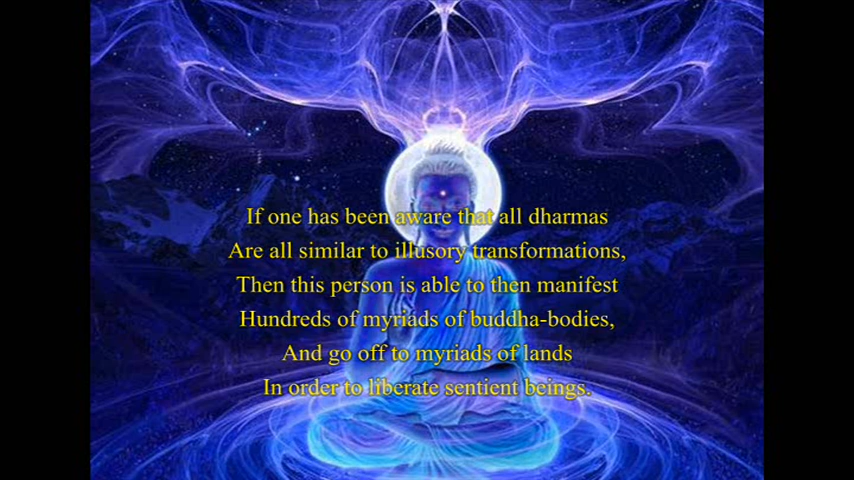 If one has been aware that all dharmas
Are all similar to illusory transformations,
Then this person is able to then manifest
Hundreds of myriads of buddha-bodies,
And go off to myriads of lands
In order to liberate sentient beings.